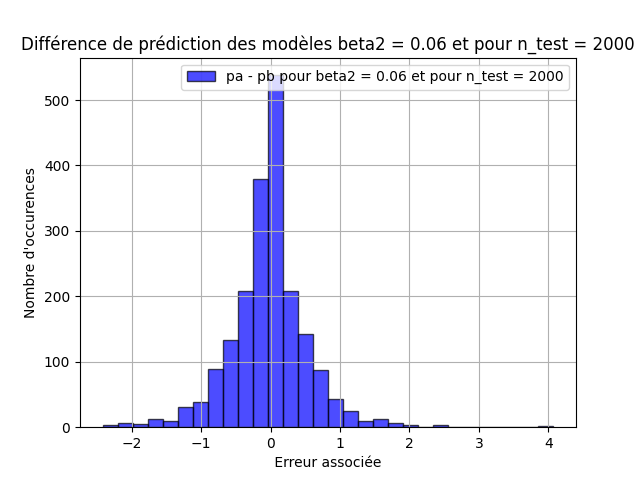 Différence de prédiction des modèles beta2 = 0.06 et pour n_test = 2000
pa - pb pour beta2 = 0.06 et pour n_test = 2000
Nombre d'occurences
500
400
300
200
100
0
−2 −1 0 1 2 3 4
Erreur associée